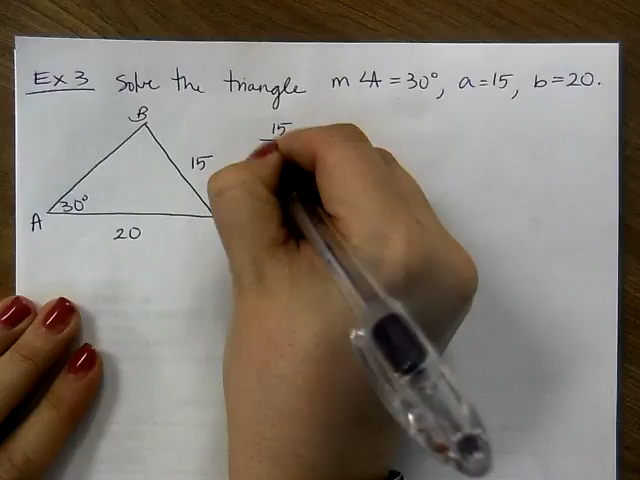 Ex 3 Solve the triangle m∠A = 30°, a=15, b=20.
B
15
15
A 30°
20